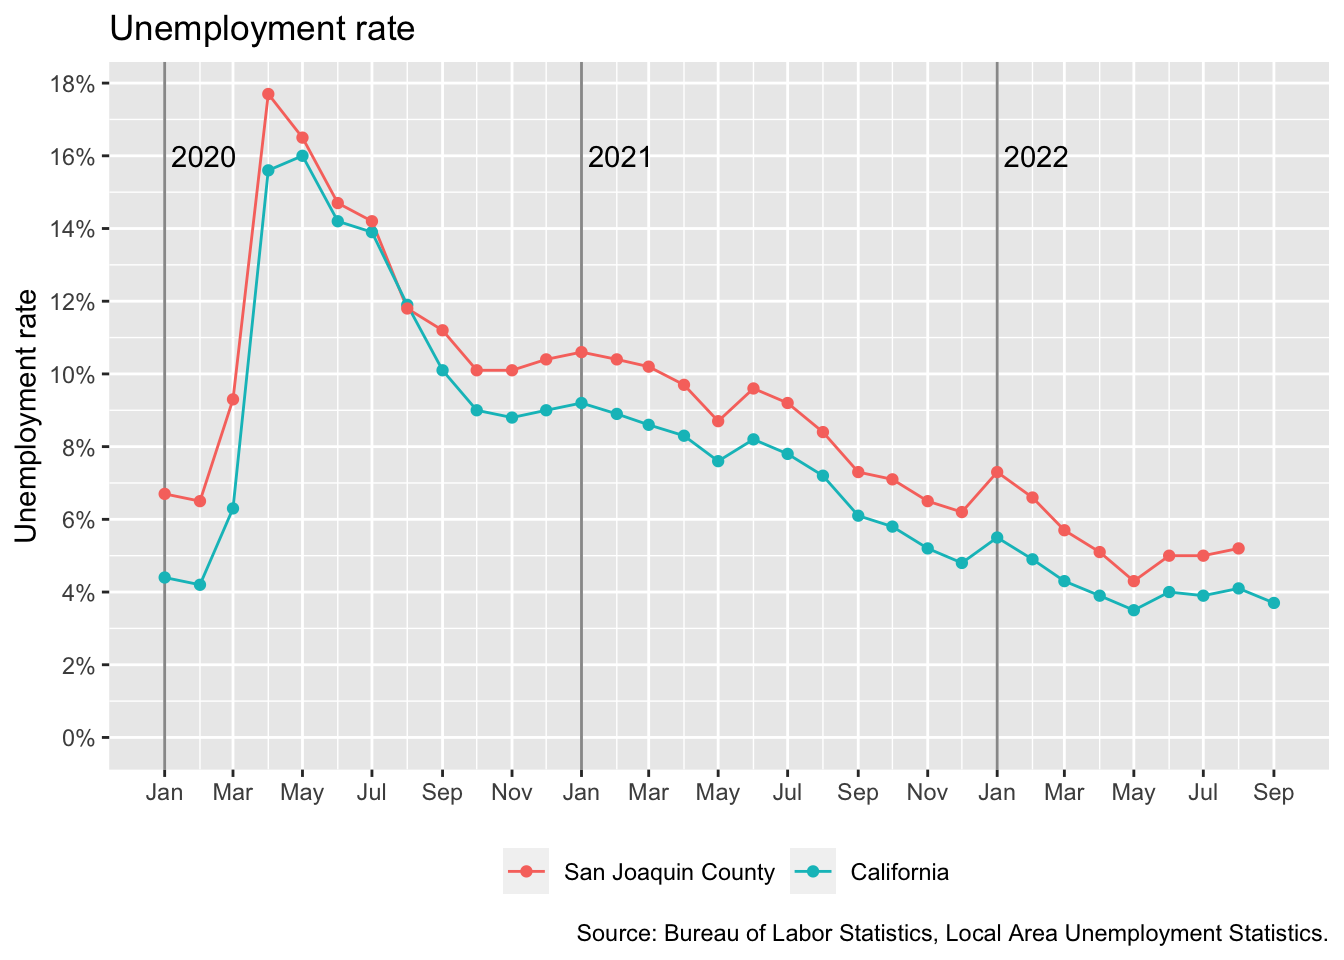 Unemployment rate
Unemployment rate
18%
16%
14%
12%
10%
8%
6%
4%
2%
0%
2020 2021 2022
Jan Mar May Jul Sep Nov Jan Mar May Jul Sep Nov Jan Mar May Jul Sep
San Joaquin County California
Source: Bureau of Labor Statistics, Local Area Unemployment Statistics.